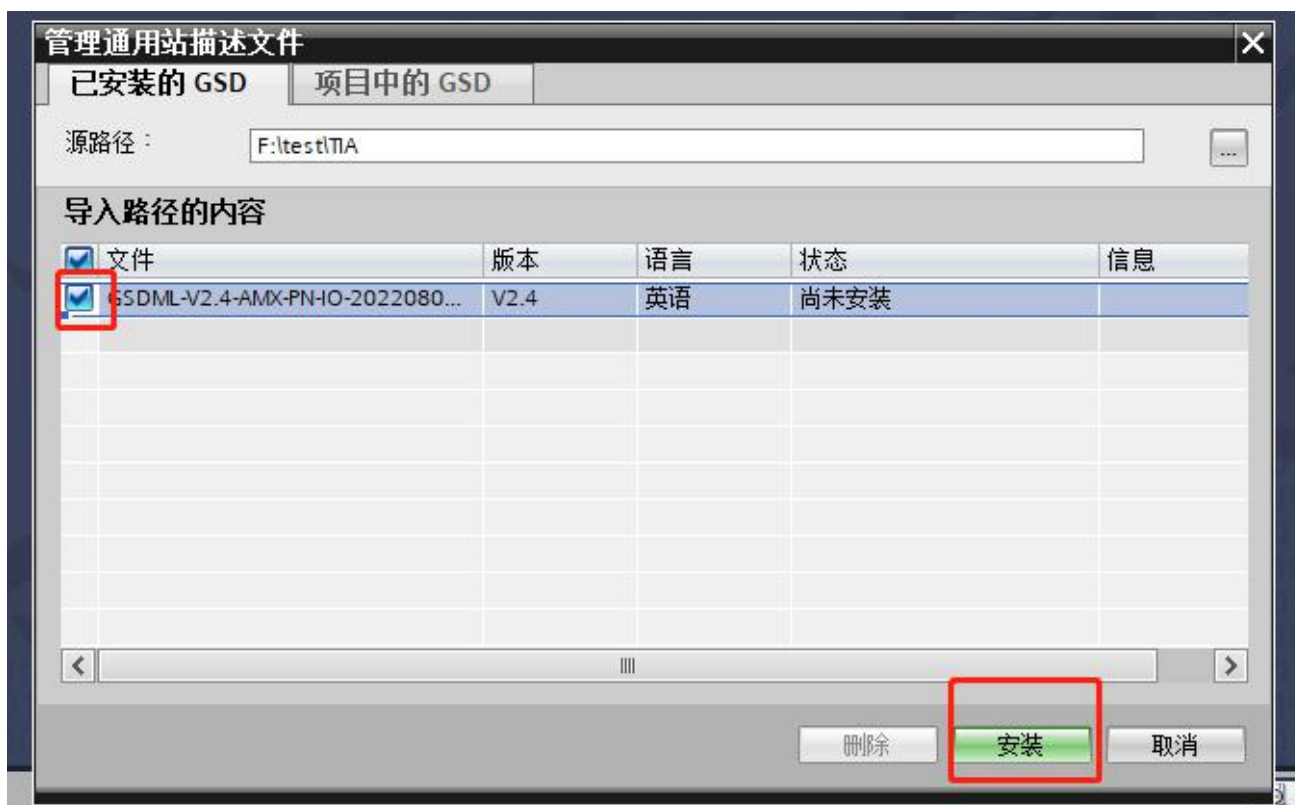 管理通用站描述文件
已安装的 GSD 项目中的 GSD
源路径： F:\test\TIA ...
导入路径的内容
文件 版本 语言 状态 信息
GSDML-V2.4-AMX-PN-IO-2022080... V2.4 英语 尚未安装
删除 安装 取消